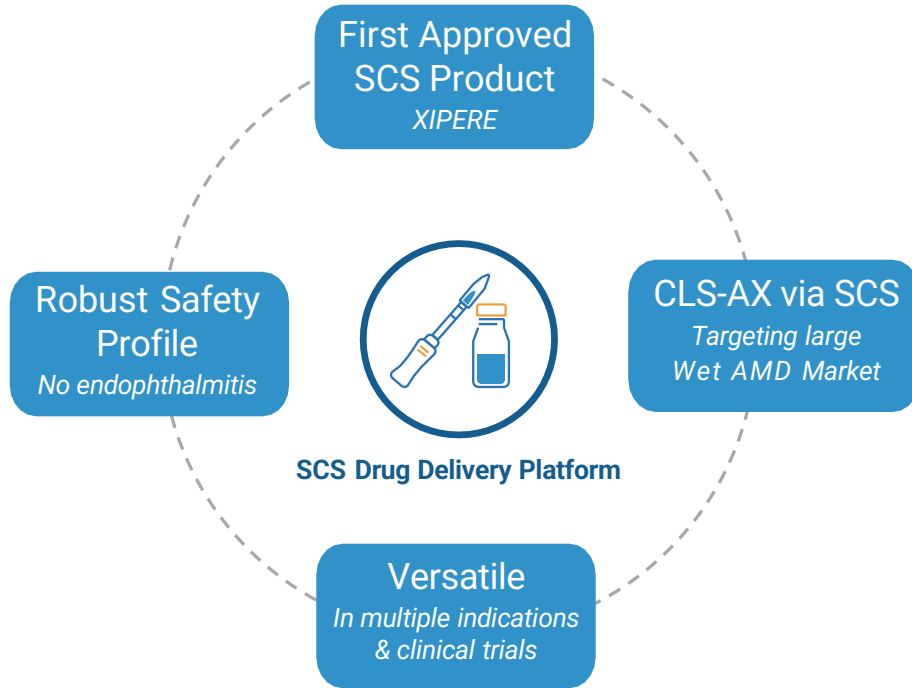 First Approved
SCS Product
XIPERE
Robust Safety
Profile
No endophthalmitis
CLS-AX via SCS
Targeting large
Wet AMD Market
SCS Drug Delivery Platform
Versatile
In multiple indications
& clinical trials